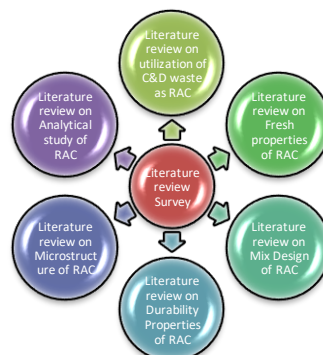 Literature
review on
utilization of
C&D waste
as RAC
Literature
review on
Analytical
study of
RAC
Literature
review on
Fresh
properties
of RAC
Literature
review
Survey
Literature
review on
Microstruct
ure of RAC
Literature
review on
Mix Design
of RAC
Literature
review on
Durability
Properties
of RAC